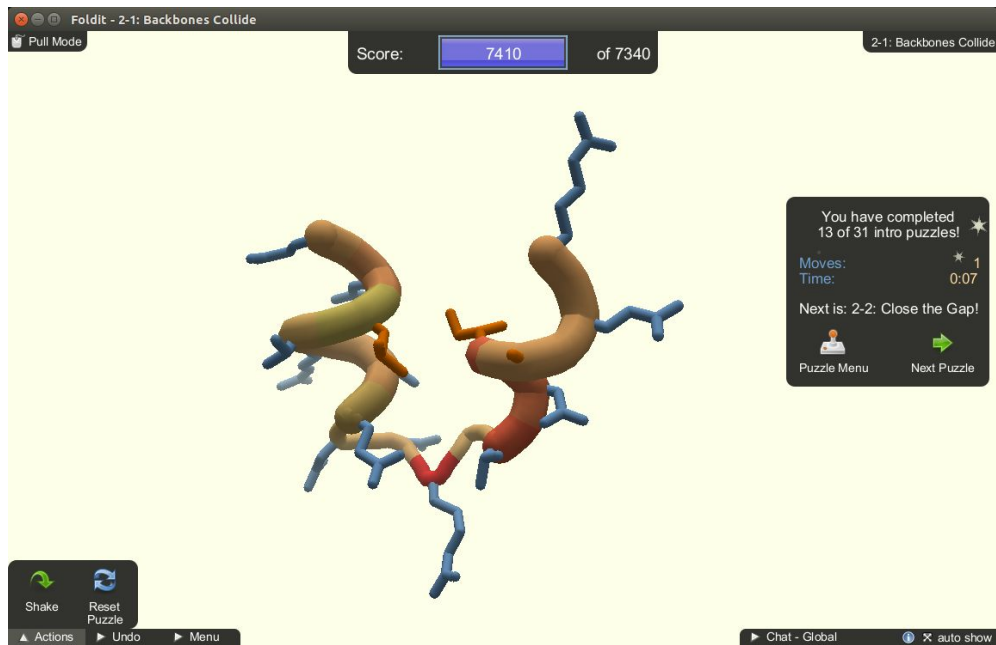 Foldit - 2-1: Backbones Collide
Pull Mode
Score: 7410 of 7340
2-1: Backbones Collide
You have completed
13 of 31 intro puzzles!
Moves: 1
Time: 0:07
Next is: 2-2: Close the Gap!
Puzzle Menu
Next Puzzle
Shake
Reset
Puzzle
Actions
Undo
Menu
Chat - Global
auto show